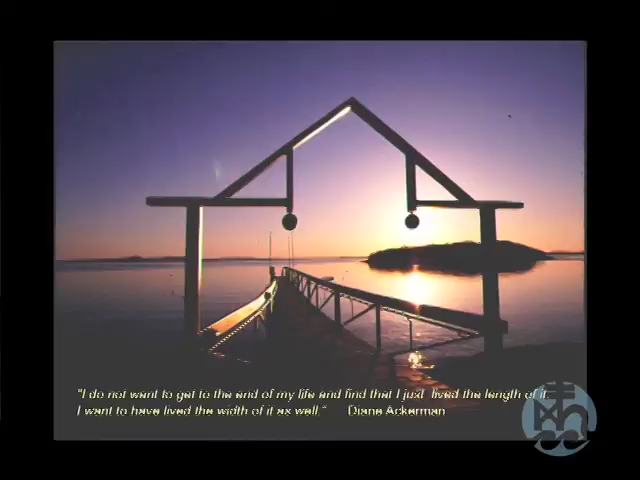 "I do not want to get to the end of my life and find that I just lived the length of it.
I want to have lived the width of it as well." Diane Ackerman